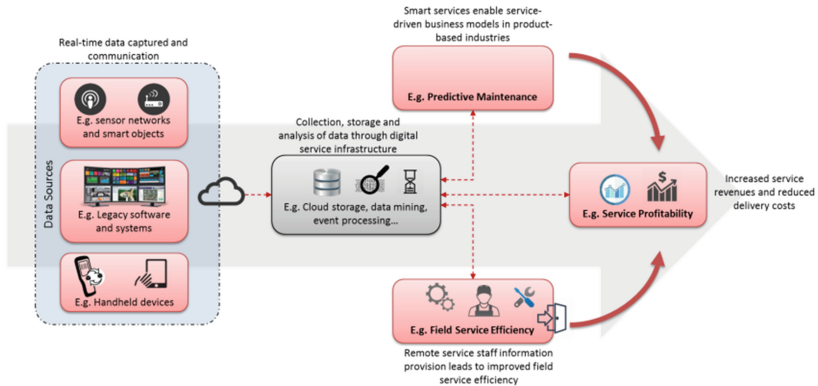 Real-time data captured and
communication
Data Sources
E.g. sensor networks
and smart objects
E.g. Legacy software
and systems
E.g. Handheld devices
Collection, storage and
analysis of data through digital
service infrastructure
E.g. Cloud storage, data mining,
event processing...
Smart services enable service-
driven business models in product-
based industries
E.g. Predictive Maintenance
$
E.g. Service Profitability
Increased service
revenues and reduced
delivery costs
E.g. Field Service Efficiency
Remote service staff information
provision leads to improved field
service efficiency